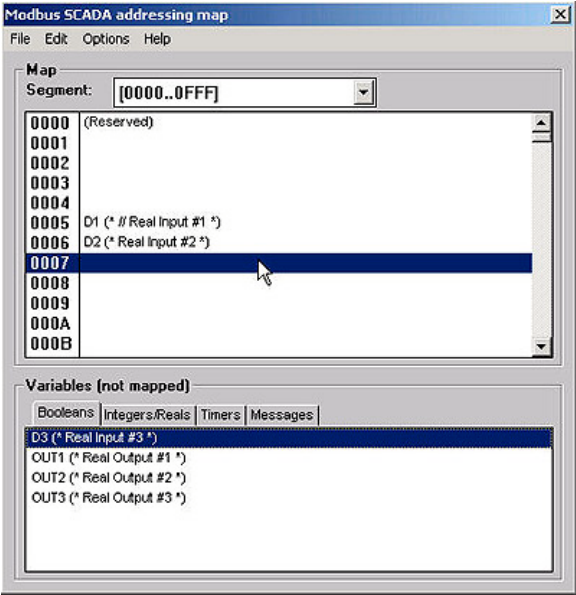 Modbus SCADA addressing map
File Edit Options Help
Map
Segment: [0000..0FFF]
0000 (Reserved)
0001
0002
0003
0004
0005 D1 (* // Real Input #1 *)
0006 D2 (* Real Input #2 *)
0007
0008
0009
000A
000B
Variables (not mapped)
Booleans Integers/Reals Timers Messages
D3 (* Real Input #3 *)
OUT1 (* Real Output #1 *)
OUT2 (* Real Output #2 *)
OUT3 (* Real Output #3 *)